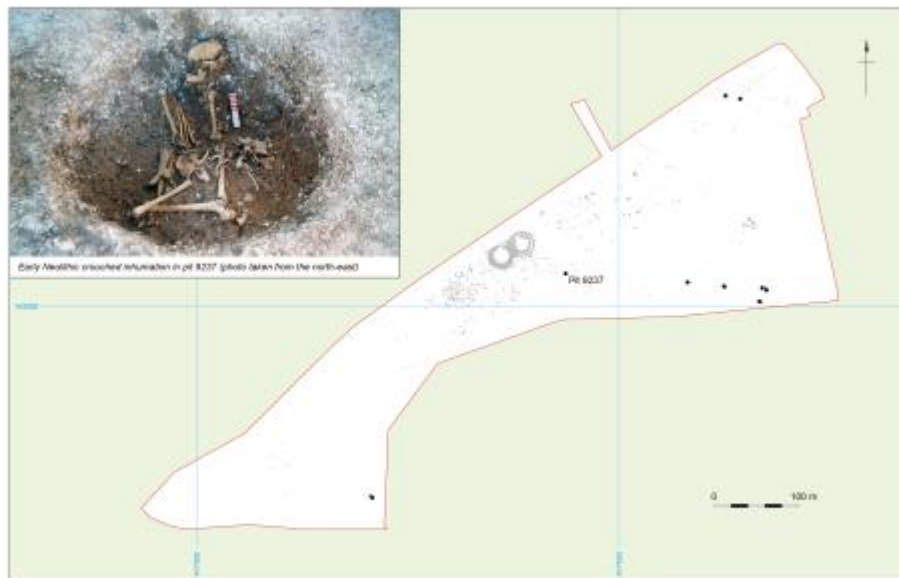 Early Neolithic crouched inhumation in pit 9237 (photo taken from the north-east)
Pit 9237
0 100 m